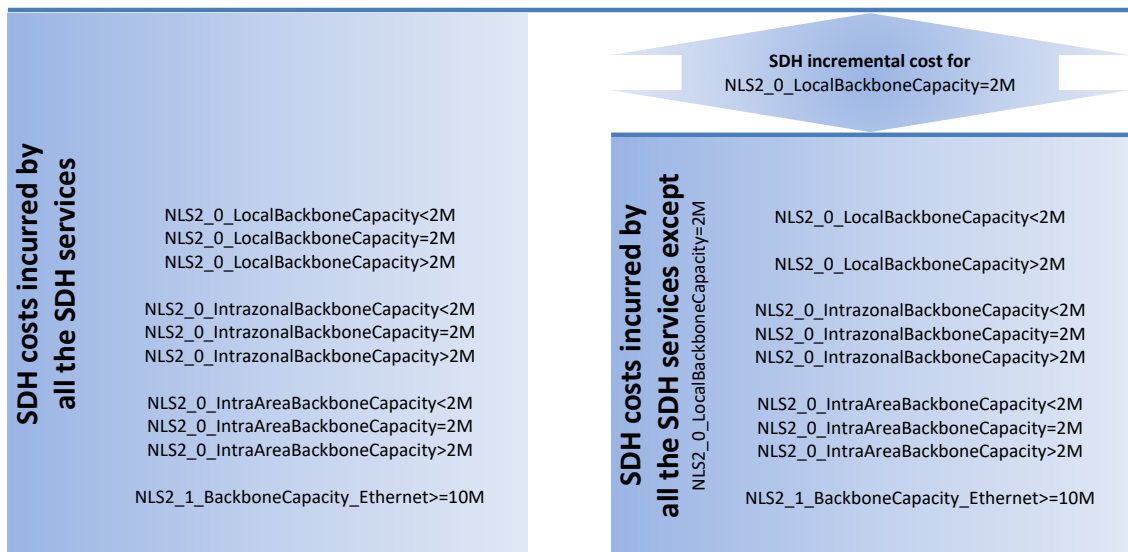 SDH costs incurred by
all the SDH services
NLS2_0_LocalBackboneCapacity<2M
NLS2_0_LocalBackboneCapacity=2M
NLS2_0_LocalBackboneCapacity>2M
NLS2_0_IntrazonalBackboneCapacity<2M
NLS2_0_IntrazonalBackboneCapacity=2M
NLS2_0_IntrazonalBackboneCapacity>2M
NLS2_0_IntraAreaBackboneCapacity<2M
NLS2_0_IntraAreaBackboneCapacity=2M
NLS2_0_IntraAreaBackboneCapacity>2M
NLS2_1_BackboneCapacity_Ethernet>=10M
SDH incremental cost for
NLS2_0_LocalBackboneCapacity=2M
SDH costs incurred by
all the SDH services except
NLS2_0_LocalBackboneCapacity=2M
NLS2_0_LocalBackboneCapacity<2M
NLS2_0_LocalBackboneCapacity>2M
NLS2_0_IntrazonalBackboneCapacity<2M
NLS2_0_IntrazonalBackboneCapacity=2M
NLS2_0_IntrazonalBackboneCapacity>2M
NLS2_0_IntraAreaBackboneCapacity<2M
NLS2_0_IntraAreaBackboneCapacity=2M
NLS2_0_IntraAreaBackboneCapacity>2M
NLS2_1_BackboneCapacity_Ethernet>=10M